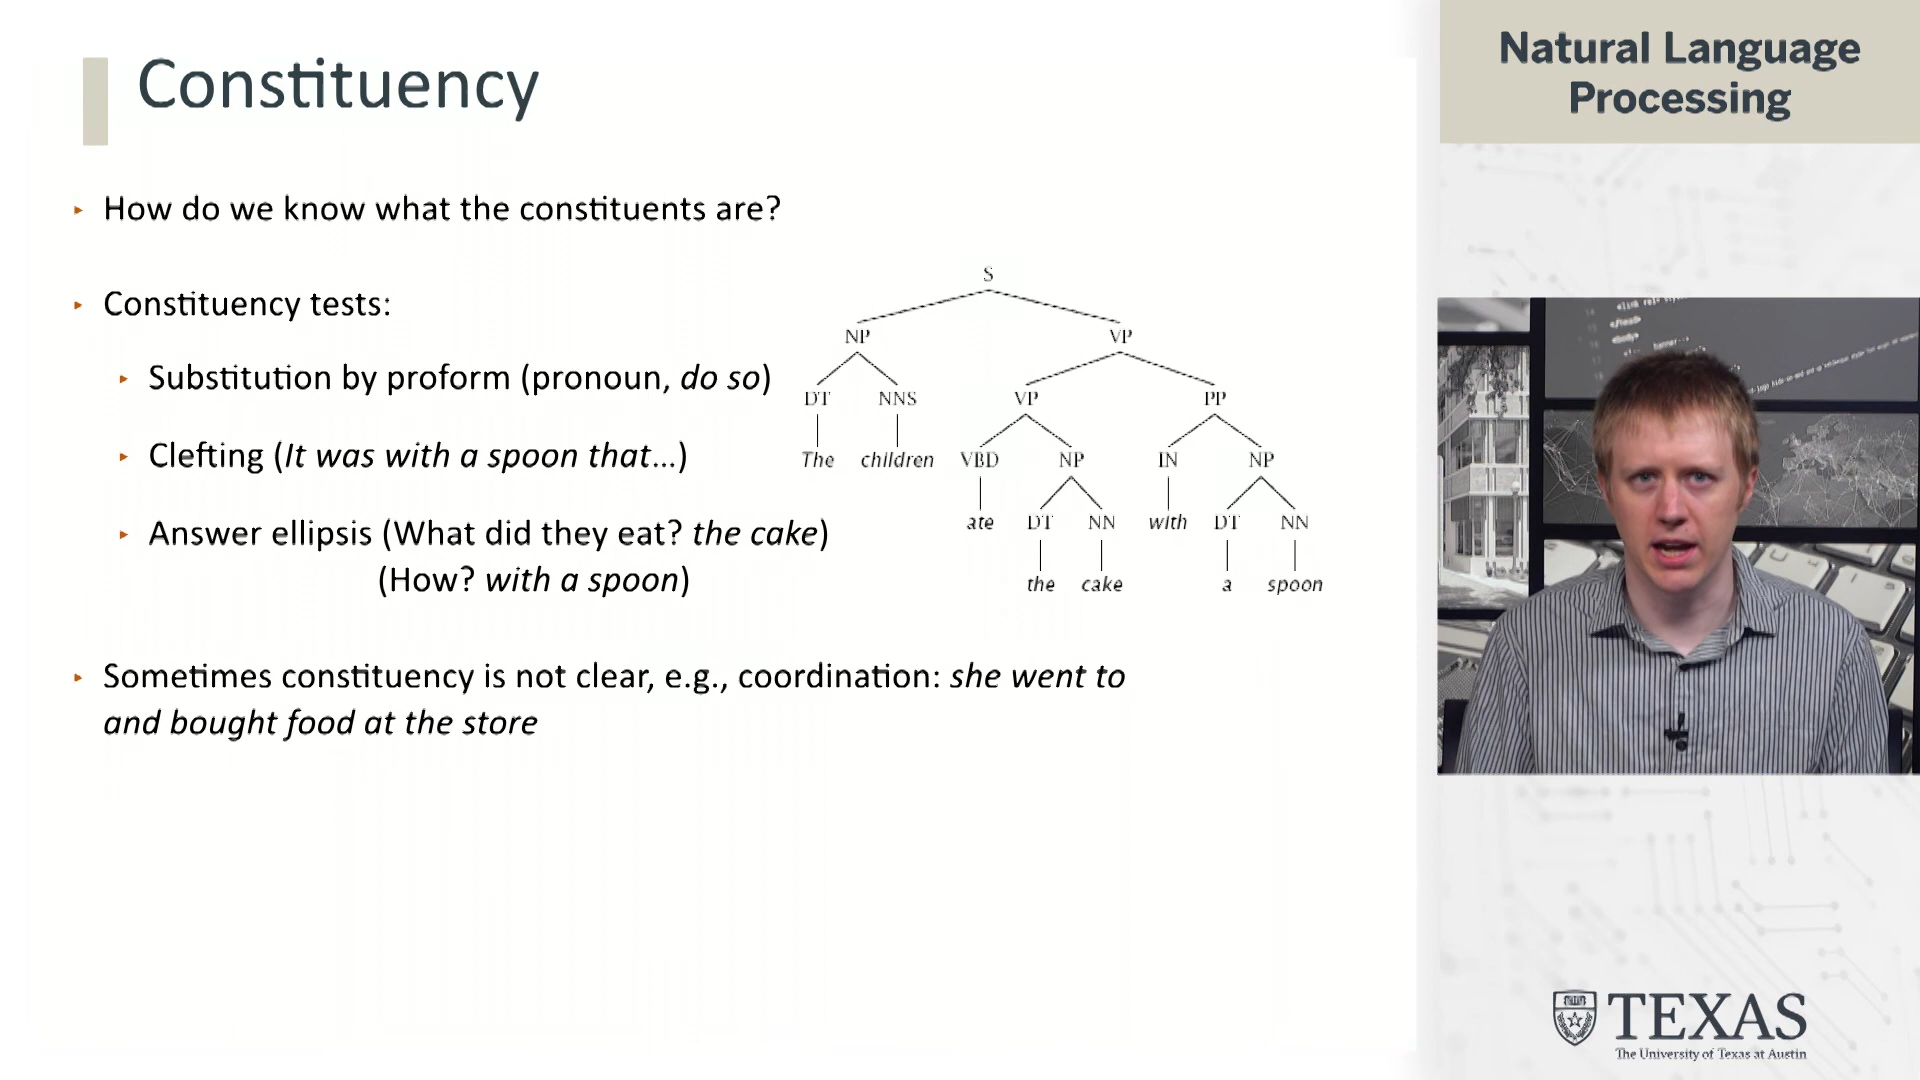 Constituency
Natural Language
Processing
How do we know what the constituents are?
Constituency tests:
Substitution by proform (pronoun, do so)
Clefting (It was with a spoon that...)
Answer ellipsis (What did they eat? the cake)
(How? with a spoon)
S
NP VP
DT NNS VP PP
The children VBD NP IN NP
ate DT NN with DT NN
the cake a spoon
Sometimes constituency is not clear, e.g., coordination: she went to
and bought food at the store
TEXAS
The University of Texas at Austin